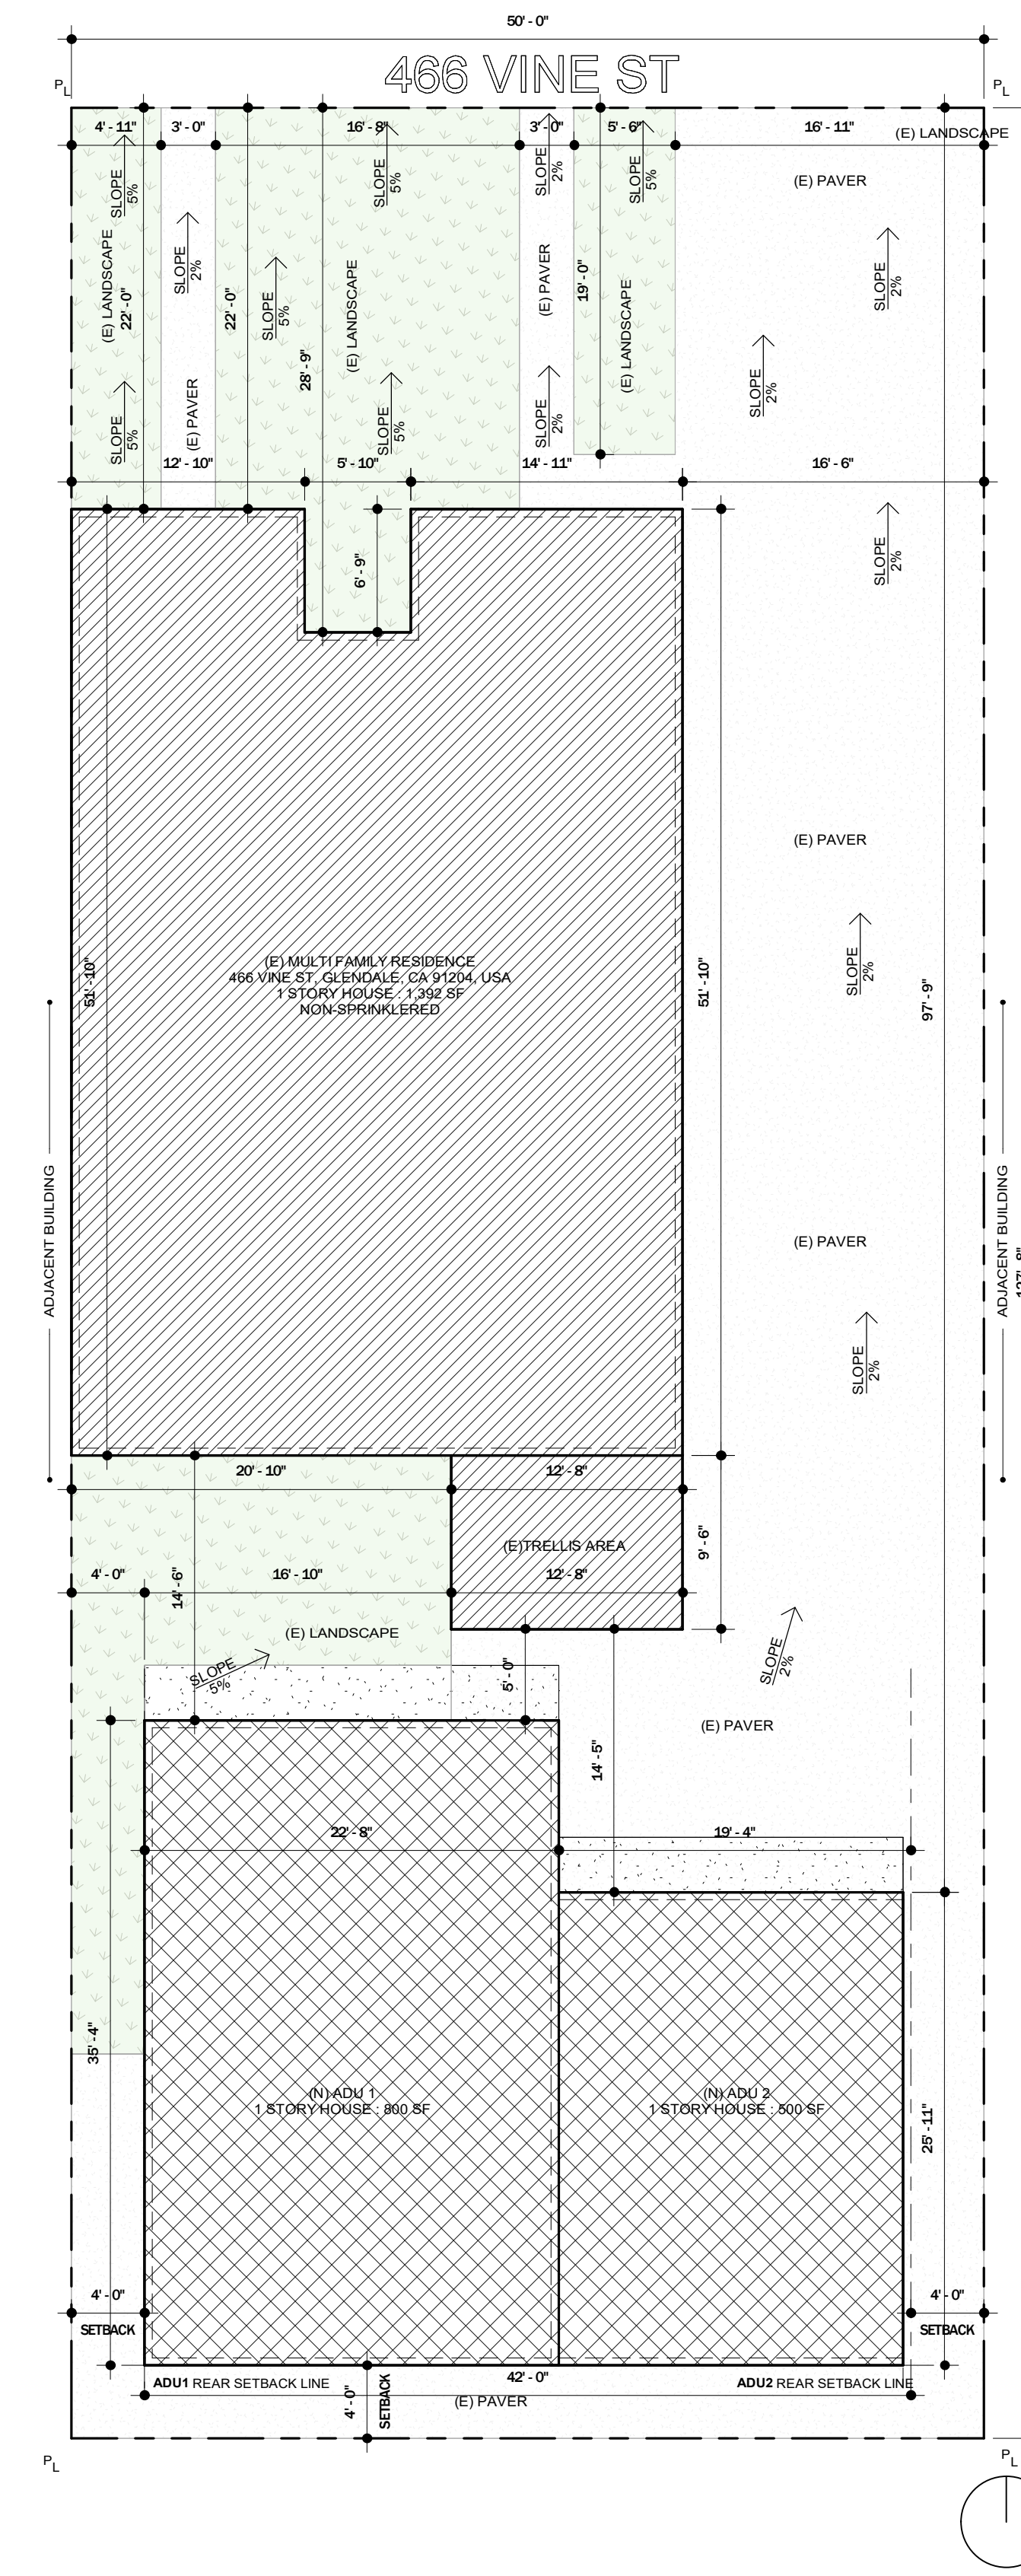 50' - 0"
466 VINE ST
PL
PL
4' - 11"
3' - 0"
16' - 8"
3' - 0"
5' - 6"
16' - 11"
(E) LANDSCAPE
(E) PAVER
SLOPE
5%
SLOPE
5%
SLOPE
2%
SLOPE
5%
(E) LANDSCAPE
22' - 0"
SLOPE
2%
22' - 0"
SLOPE
5%
28' - 9"
(E) LANDSCAPE
(E) PAVER
19' - 0"
(E) LANDSCAPE
SLOPE
2%
SLOPE
2%
SLOPE
5%
(E) PAVER
SLOPE
5%
SLOPE
2%
12' - 10"
5' - 10"
14' - 11"
16' - 6"
6' - 9"
SLOPE
2%
(E) PAVER
(E) MULTI FAMILY RESIDENCE
466 VINE ST, GLENDALE, CA 91204, USA
1 STORY HOUSE : 1,392 SF
NON-SPRINKLERED
51' - 10"
51' - 10"
SLOPE
2%
97' - 9"
ADJACENT BUILDING
ADJACENT BUILDING
(E) PAVER
SLOPE
2%
20' - 10"
12' - 8"
(E)TRELLIS AREA
9' - 6"
4' - 0"
14' - 6"
16' - 10"
12' - 8"
(E) LANDSCAPE
SLOPE
5%
5' - 0"
SLOPE
2%
(E) PAVER
14' - 5"
22' - 8"
19' - 4"
35' - 4"
(N) ADU 1
1 STORY HOUSE : 800 SF
(N) ADU 2
1 STORY HOUSE : 500 SF
25' - 11"
4' - 0"
SETBACK
4' - 0"
SETBACK
ADU1 REAR SETBACK LINE
42' - 0"
ADU2 REAR SETBACK LINE
4' - 0"
SETBACK
(E) PAVER
PL
PL